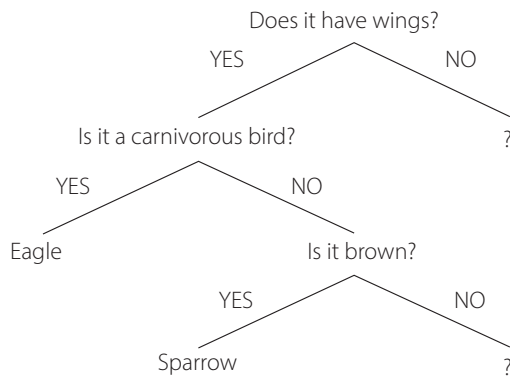 Does it have wings?
YES
NO
Is it a carnivorous bird?
?
YES
NO
Eagle
Is it brown?
YES
NO
Sparrow
?